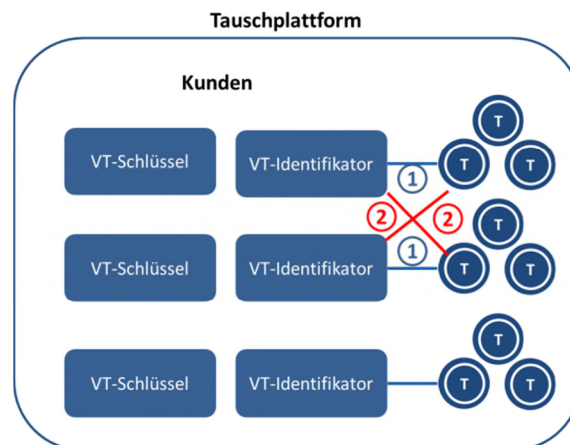 Tauschplattform
Kunden
T
VT-Schlüssel VT-Identifikator T T
1
2 2
T
VT-Schlüssel VT-Identifikator 1 T T
T
VT-Schlüssel VT-Identifikator T T